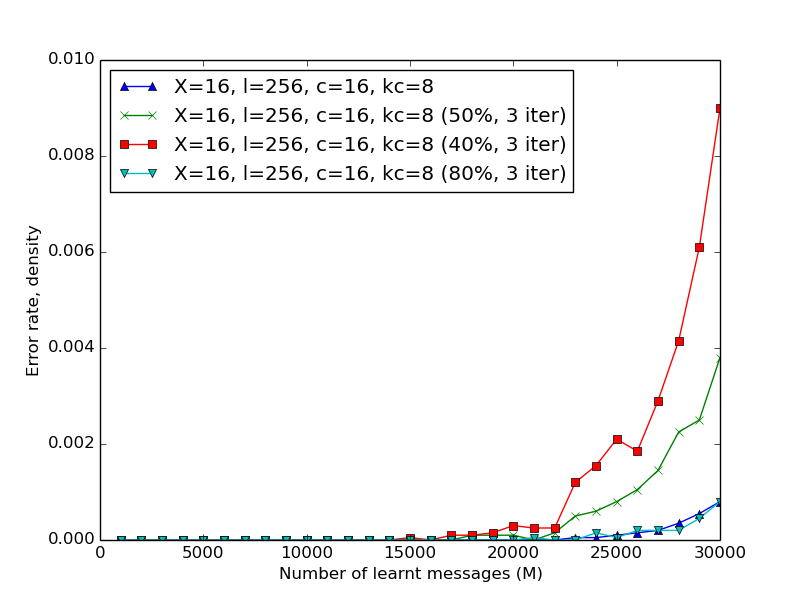 0.010
0.008
0.006
0.004
0.002
0.000
Error rate, density
X=16, l=256, c=16, kc=8
X=16, l=256, c=16, kc=8 (50%, 3 iter)
X=16, l=256, c=16, kc=8 (40%, 3 iter)
X=16, l=256, c=16, kc=8 (80%, 3 iter)
0 5000 10000 15000 20000 25000 30000
Number of learnt messages (M)